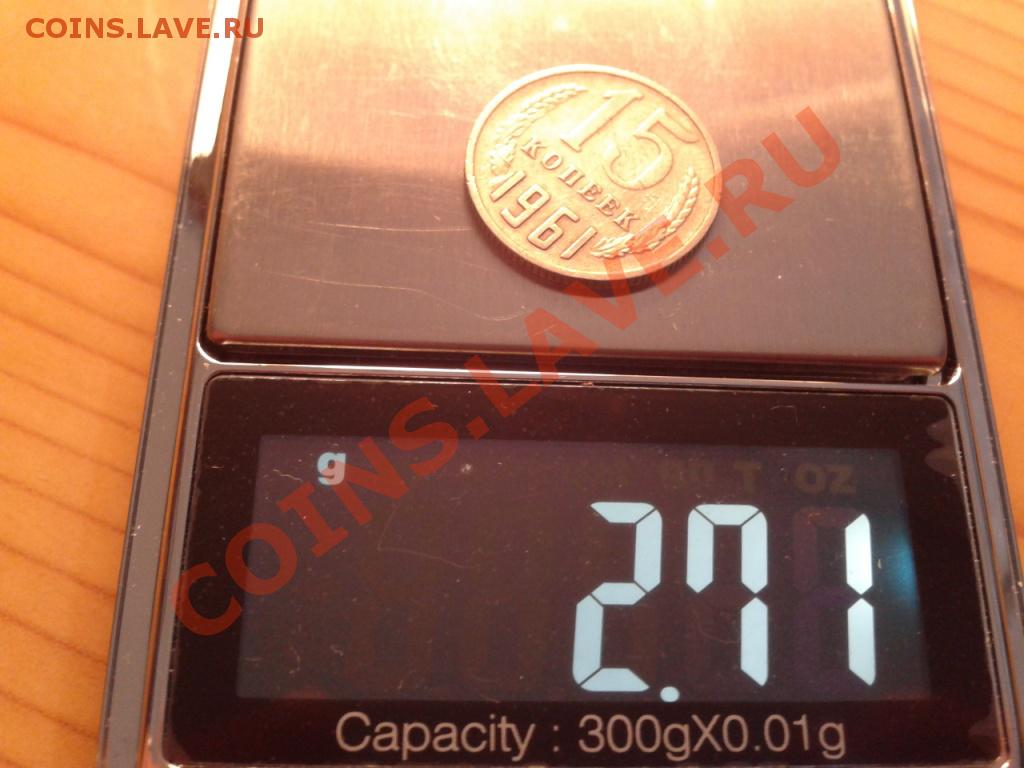 COINS.LAVE.RU
15
КОПЕЕК
1961
COINS.LAVE.RU
g T OZ
2.71
Capacity : 300gX0.01g